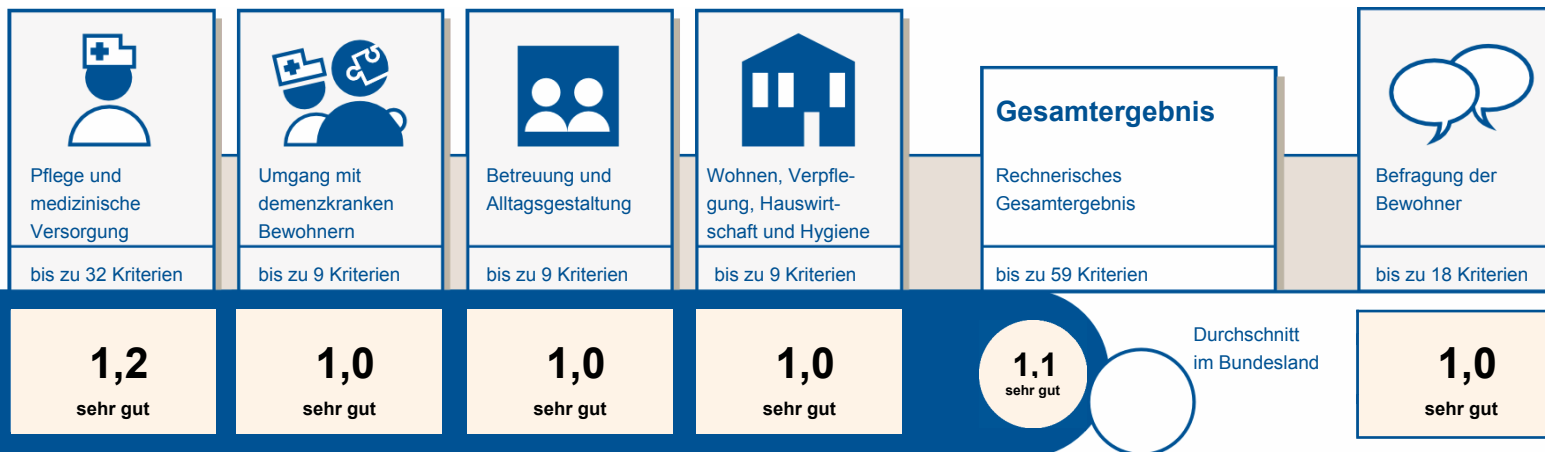 Pflege und
medizinische
Versorgung
bis zu 32 Kriterien
1,2
sehr gut
Umgang mit
demenzkranken
Bewohnern
bis zu 9 Kriterien
1,0
sehr gut
Betreuung und
Alltagsgestaltung
bis zu 9 Kriterien
1,0
sehr gut
Wohnen, Verpfle-
gung, Hauswirt-
schaft und Hygiene
bis zu 9 Kriterien
1,0
sehr gut
Gesamtergebnis
Rechnerisches
Gesamtergebnis
bis zu 59 Kriterien
1,1
sehr gut
Durchschnitt
im Bundesland
Befragung der
Bewohner
bis zu 18 Kriterien
1,0
sehr gut